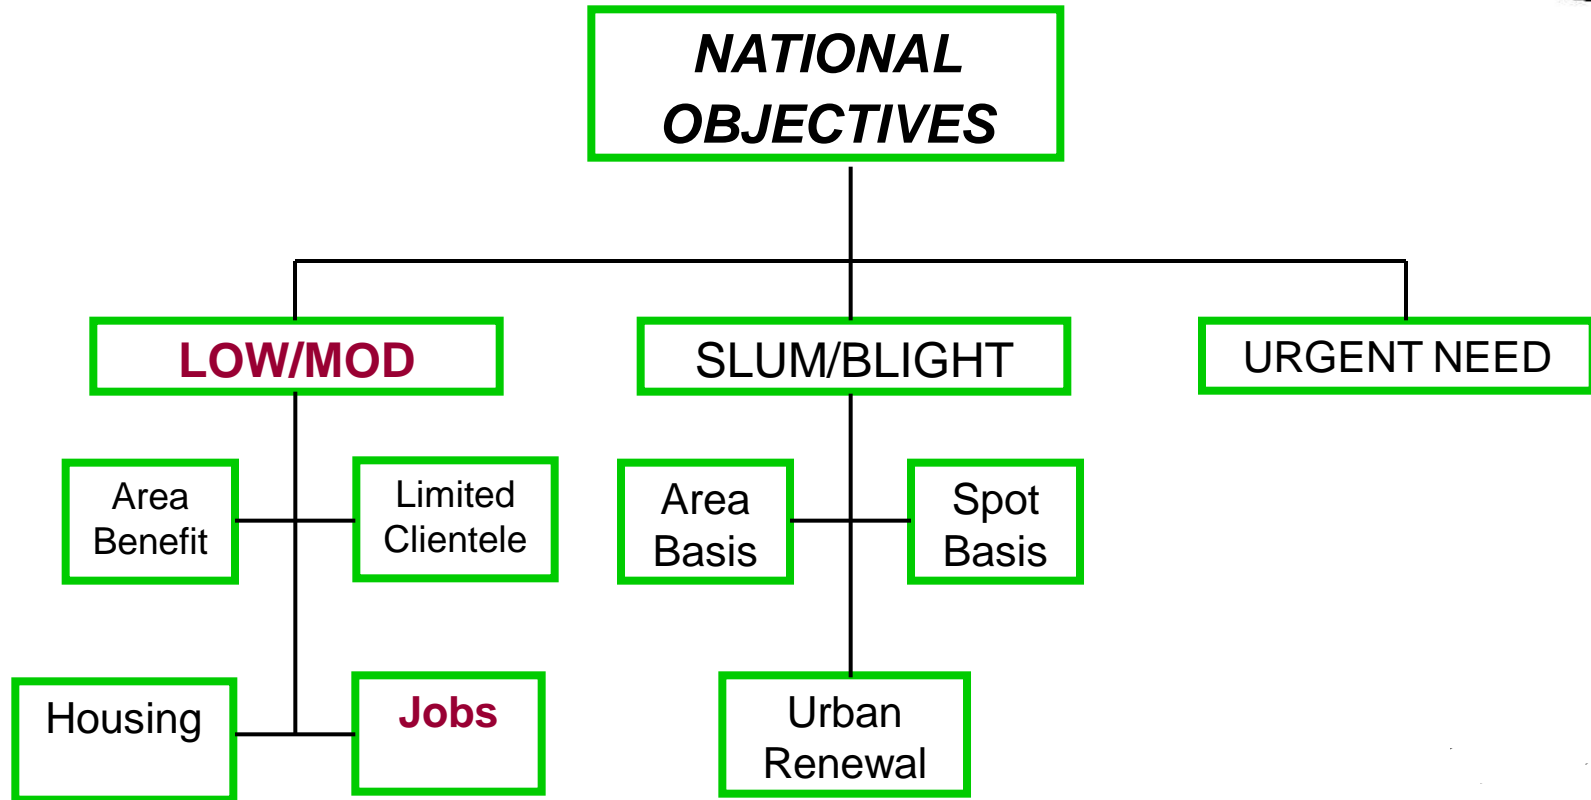 NATIONAL
OBJECTIVES
LOW/MOD
SLUM/BLIGHT
URGENT NEED
Area
Benefit
Limited
Clientele
Area
Basis
Spot
Basis
Housing
Jobs
Urban
Renewal